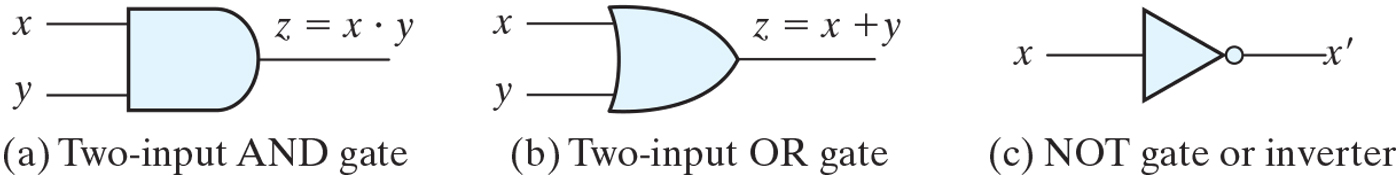 x
y
z = x · y
(a) Two-input AND gate
x
y
z = x + y
(b) Two-input OR gate
x
x′
(c) NOT gate or inverter